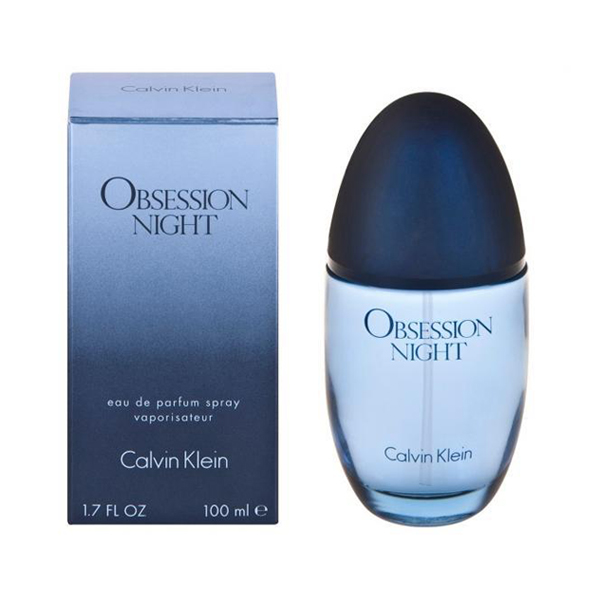 Calvin Klein
OBSESSION
NIGHT
eau de parfum spray
vaporisateur
Calvin Klein
1.7 FL OZ 100 ml e
OBSESSION
NIGHT
Calvin Klein